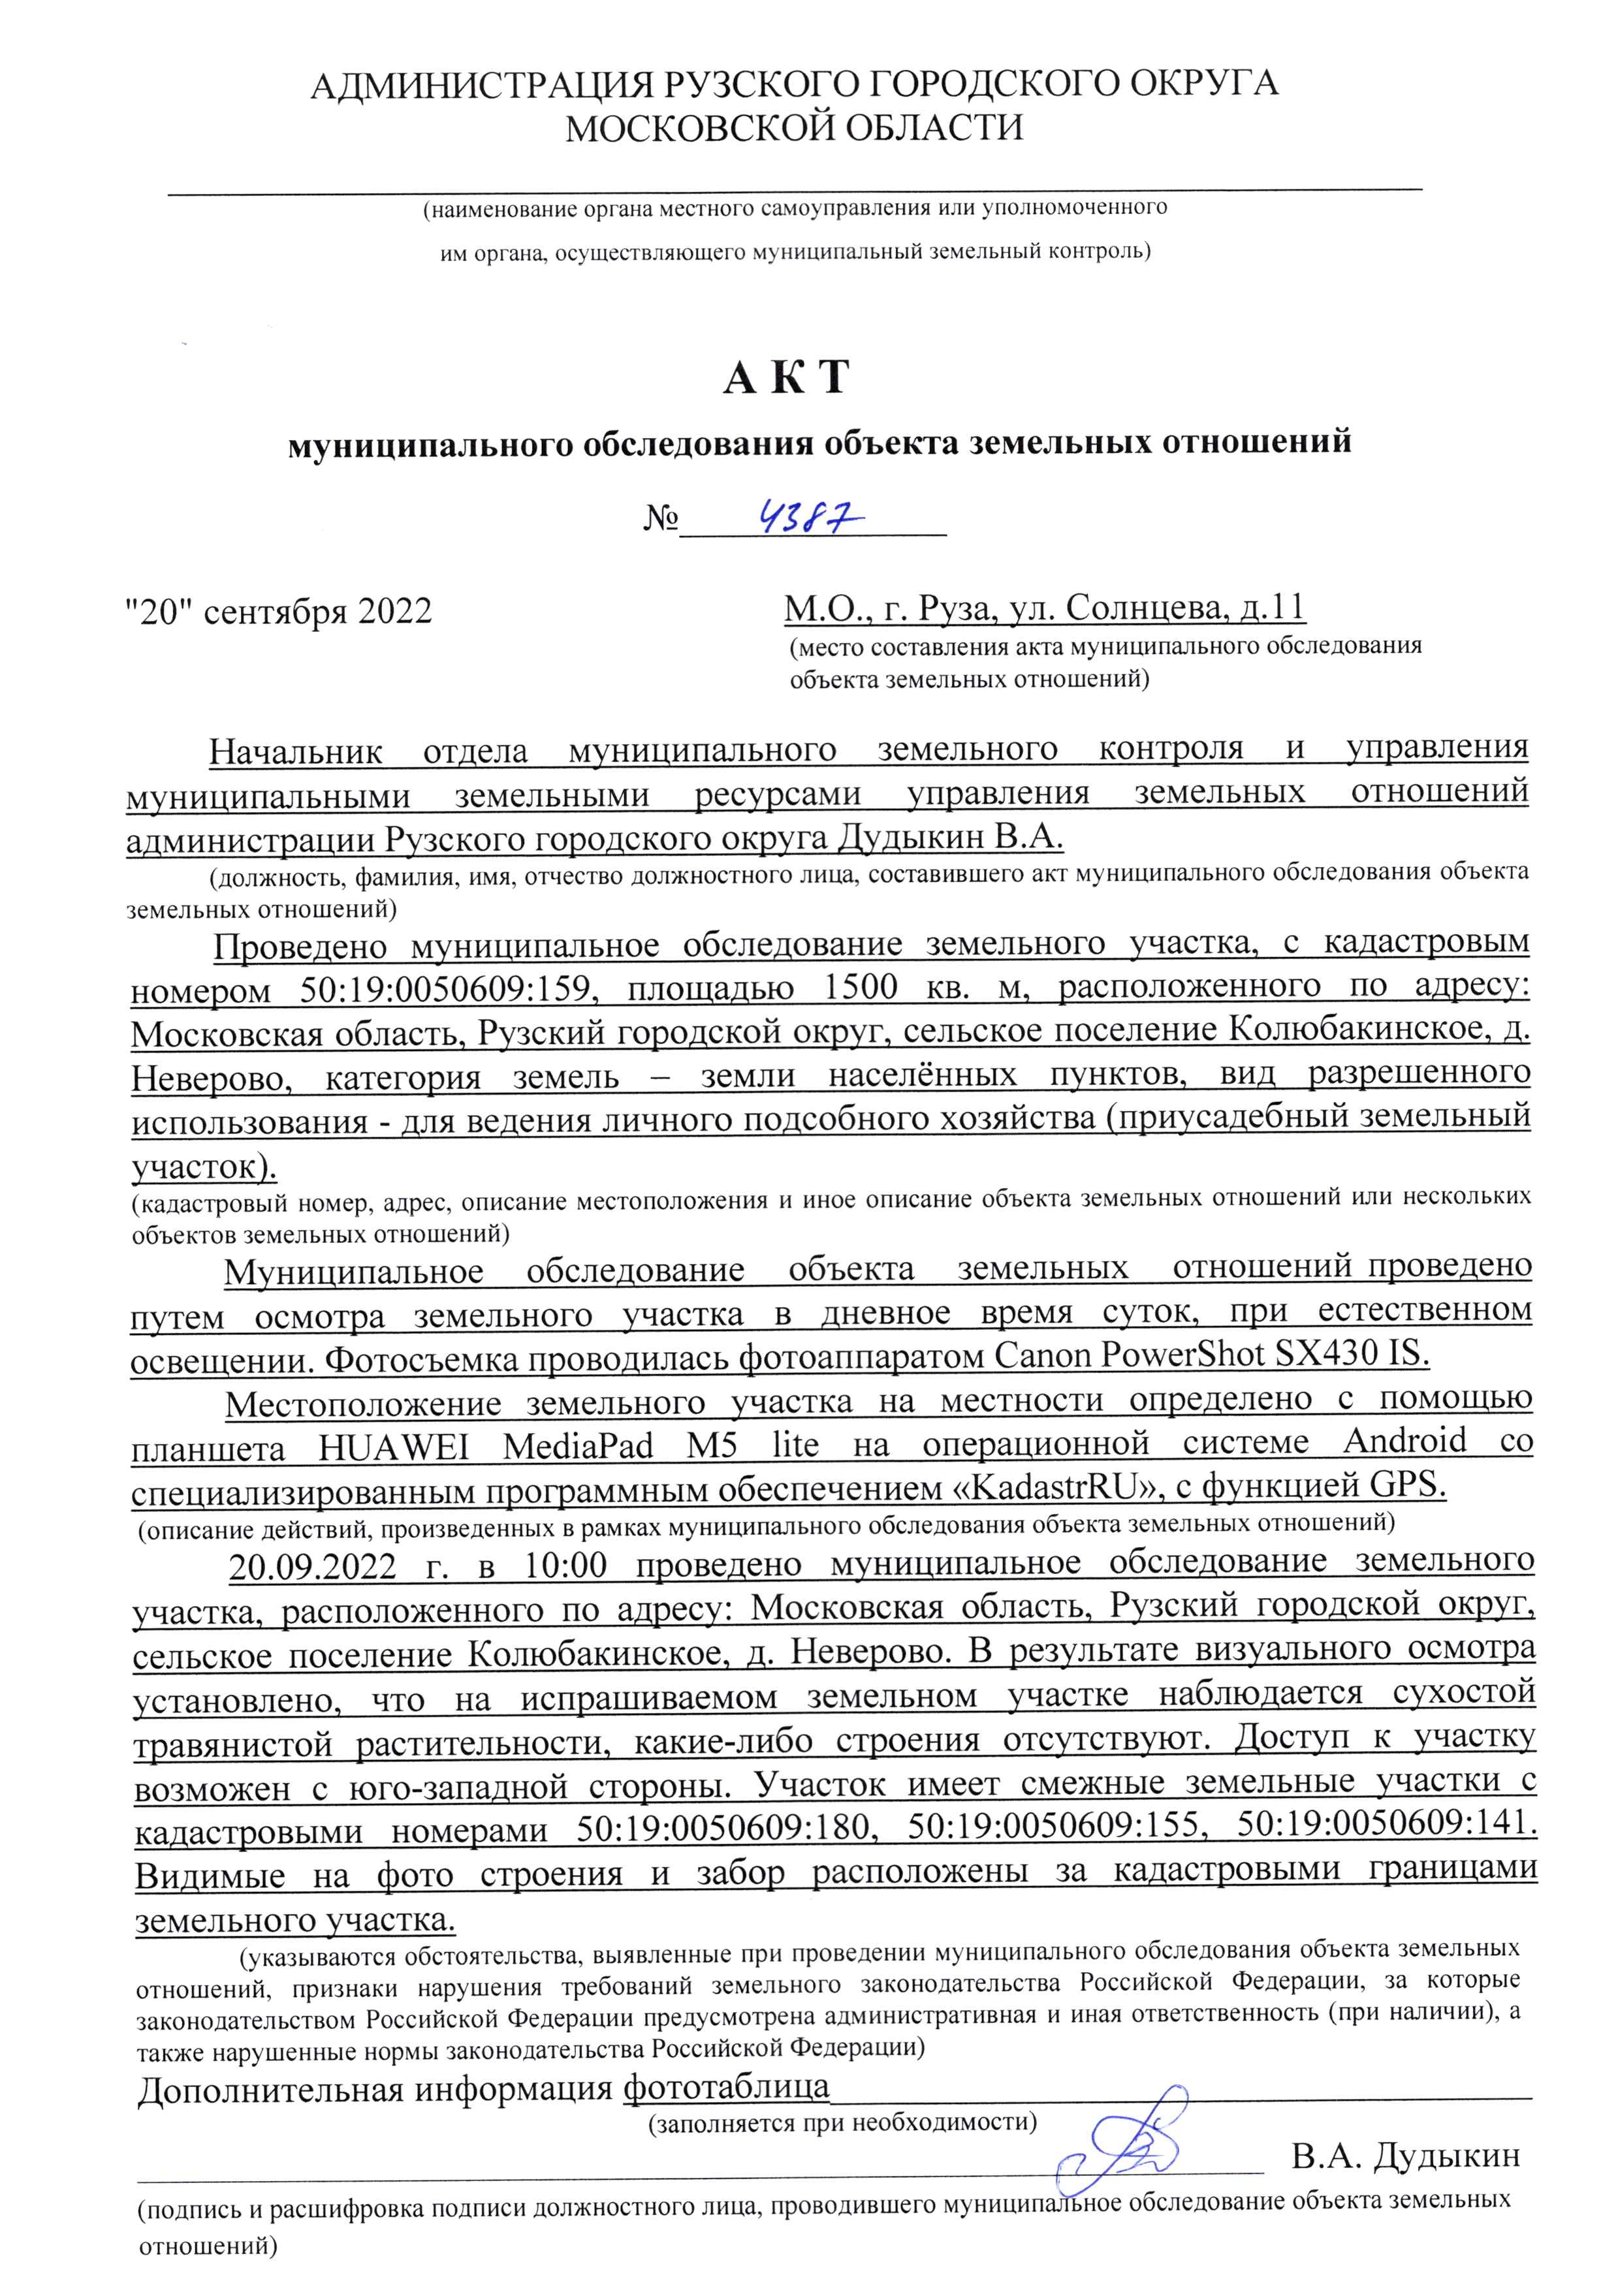 АДМИНИСТРАЦИЯ РУЗСКОГО ГОРОДСКОГО ОКРУГА
МОСКОВСКОЙ ОБЛАСТИ
(наименование органа местного самоуправления или уполномоченного
им органа, осуществляющего муниципальный земельный контроль)
А К Т
муниципального обследования объекта земельных отношений
№ 4387
"20" сентября 2022
М.О., г. Руза, ул. Солнцева, д.11
(место составления акта муниципального обследования
объекта земельных отношений)
Начальник отдела муниципального земельного контроля и управления
муниципальными земельными ресурсами управления земельных отношений
администрации Рузского городского округа Дудыкин В.А.
(должность, фамилия, имя, отчество должностного лица, составившего акт муниципального обследования объекта
земельных отношений)
Проведено муниципальное обследование земельного участка, с кадастровым
номером 50:19:0050609:159, площадью 1500 кв. м, расположенного по адресу:
Московская область, Рузский городской округ, сельское поселение Колюбакинское, д.
Неверово, категория земель – земли населённых пунктов, вид разрешенного
использования - для ведения личного подсобного хозяйства (приусадебный земельный
участок).
(кадастровый номер, адрес, описание местоположения и иное описание объекта земельных отношений или нескольких
объектов земельных отношений)
Муниципальное обследование объекта земельных отношений проведено
путем осмотра земельного участка в дневное время суток, при естественном
освещении. Фотосъемка проводилась фотоаппаратом Canon PowerShot SX430 IS.
Местоположение земельного участка на местности определено с помощью
планшета HUAWEI MediaPad M5 lite на операционной системе Android со
специализированным программным обеспечением «KadastrRU», с функцией GPS.
(описание действий, произведенных в рамках муниципального обследования объекта земельных отношений)
20.09.2022 г. в 10:00 проведено муниципальное обследование земельного
участка, расположенного по адресу: Московская область, Рузский городской округ,
сельское поселение Колюбакинское, д. Неверово. В результате визуального осмотра
установлено, что на испрашиваемом земельном участке наблюдается сухостой
травянистой растительности, какие-либо строения отсутствуют. Доступ к участку
возможен с юго-западной стороны. Участок имеет смежные земельные участки с
кадастровыми номерами 50:19:0050609:180, 50:19:0050609:155, 50:19:0050609:141.
Видимые на фото строения и забор расположены за кадастровыми границами
земельного участка.
(указываются обстоятельства, выявленные при проведении муниципального обследования объекта земельных
отношений, признаки нарушения требований земельного законодательства Российской Федерации, за которые
законодательством Российской Федерации предусмотрена административная и иная ответственность (при наличии), а
также нарушенные нормы законодательства Российской Федерации)
Дополнительная информация фототаблица
(заполняется при необходимости)
В.А. Дудыкин
(подпись и расшифровка подписи должностного лица, проводившего муниципальное обследование объекта земельных
отношений)